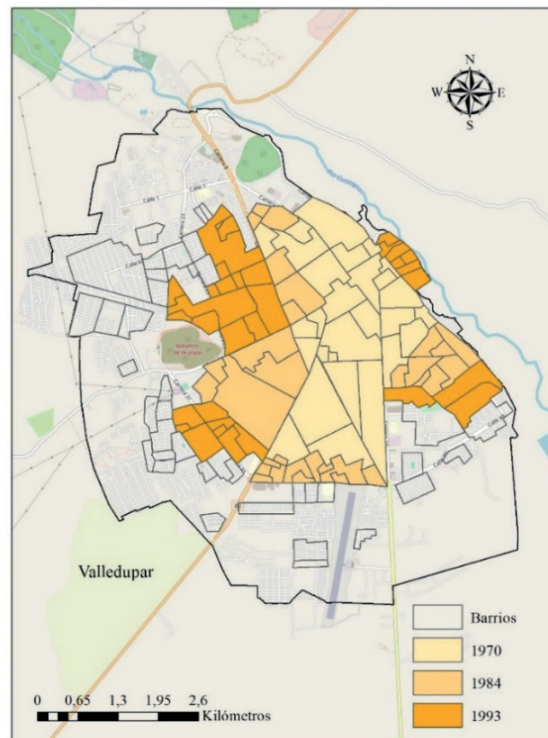 N
W E
S
Calle 1
Valledupar
Barrios
1970
1984
1993
0 0,65 1,3 1,95 2,6
Kilómetros